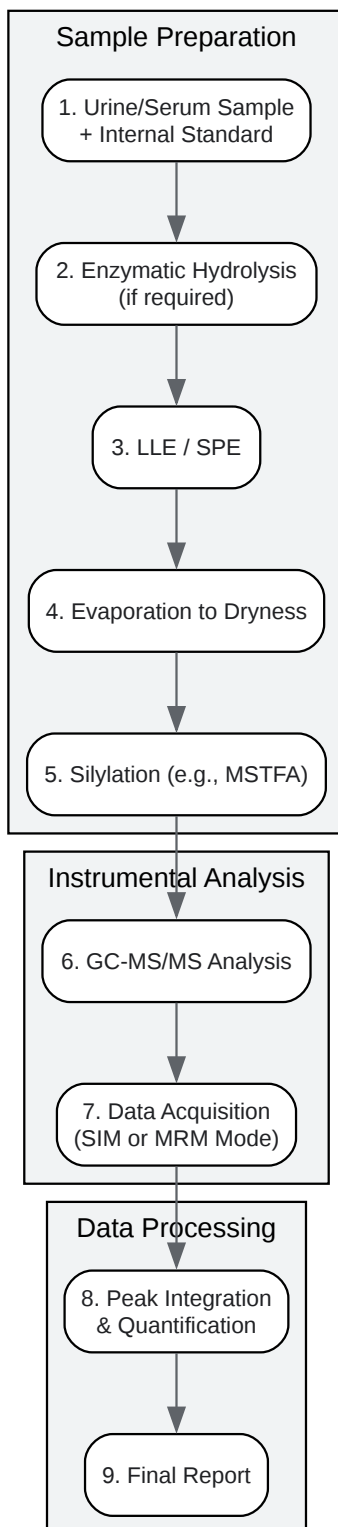 Sample Preparation
1. Urine/Serum Sample
+ Internal Standard
2. Enzymatic Hydrolysis
(if required)
3. LLE / SPE
4. Evaporation to Dryness
5. Silylation (e.g., MSTFA)
Instrumental Analysis
6. GC-MS/MS Analysis
7. Data Acquisition
(SIM or MRM Mode)
Data Processing
8. Peak Integration
& Quantification
9. Final Report